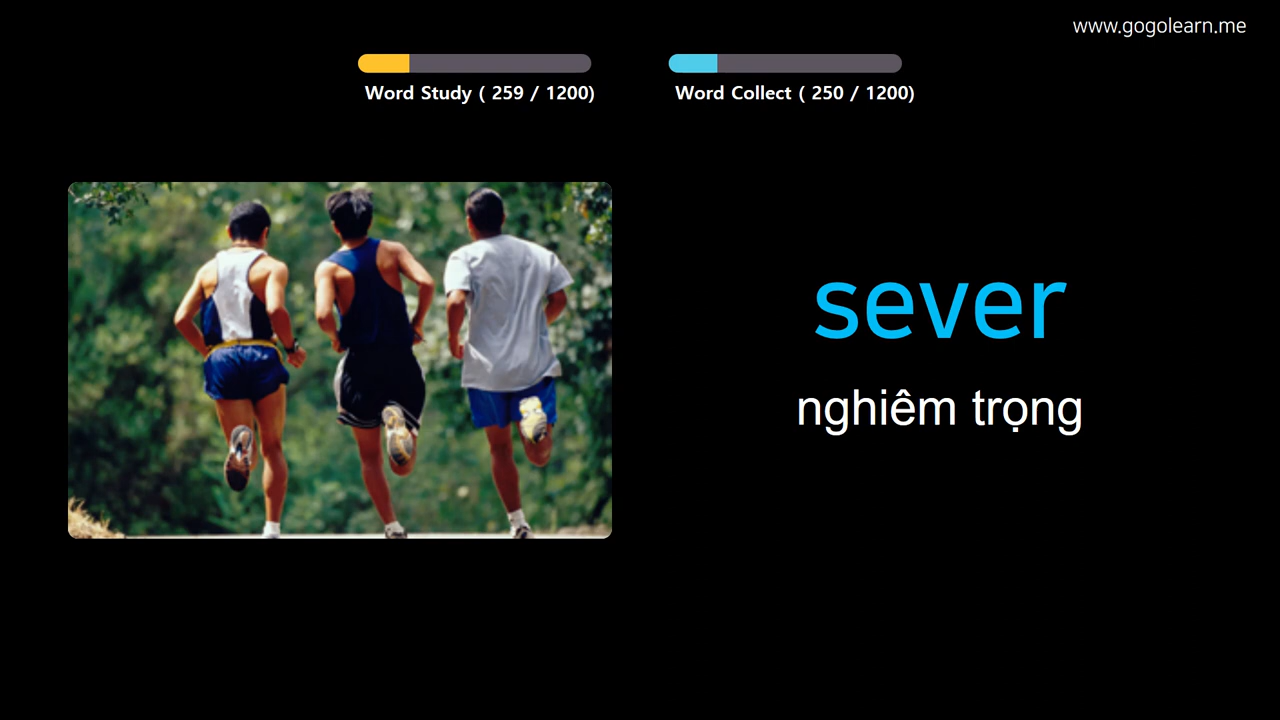 www.gogolearn.me
Word Study ( 259 / 1200)
Word Collect ( 250 / 1200)
sever
nghiêm trọng